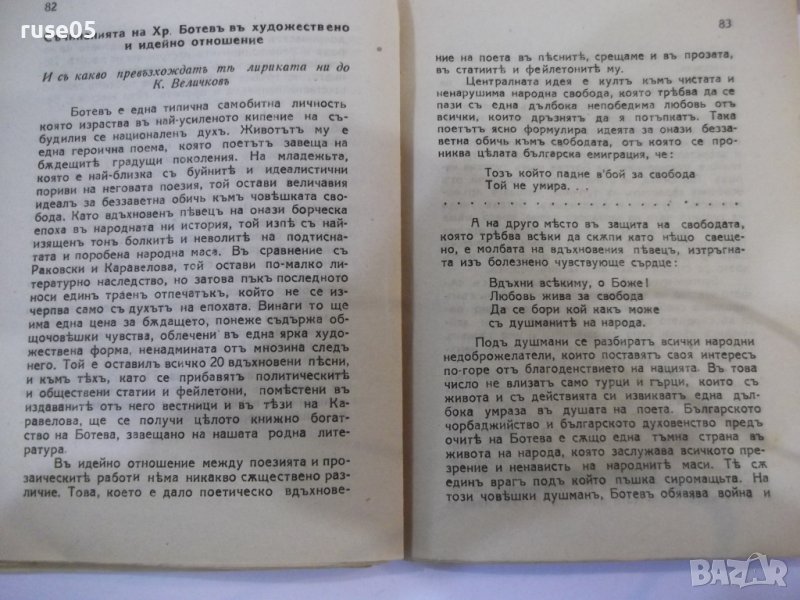 82
ruse05
Съчиненията на Хр. Ботевъ въ художествено
и идейно отношение
И съ какво превъзхождатъ тѣ лириката ни до
К. Величковъ
Ботевъ е една типична самобитна личность
която израства въ най-усиленото кипение на съ-
будилия се националенъ духъ. Животътъ му е
една героична поема, която поетътъ завеща на
бѫдещитѣ градущи поколения. На младежьта,
която е най-близка съ буйнитѣ и идеалистични
пориви на неговата поезия, той остави величавия
идеалъ за беззаветна обичь къмъ човѣшката сво-
бода. Като вдъхновенъ пѣвецъ на онази борческа
епоха въ народната ни история, той изпѣ съ най-
изященъ тонъ болкитѣ и неволитѣ на подтисна-
тата и поробена народна маса. Въ сравнение съ
Раковски и Каравелова, той остави по-малко ли-
тературно наследство, но затова пъкъ последното
носи единъ траенъ отпечатъкъ, който не се из-
черпва само съ духътъ на епохата. Винаги то ще
има една цена за бѫдащето, понеже съдържа об-
щочовѣшки чувства, облечени въ една ярка худо-
жествена форма, ненадмината отъ мнозина следъ
него. Той е оставилъ всичко 20 вдъхновени пѣсни,
и къмъ тѣхъ, като се прибавятъ политическитѣ
и обществени статии и фейлетони, помѣстени въ
издаванитѣ отъ него вестници и въ тѣзи на Ка-
равелова, ще се получи цѣлото книжно богат-
ство на Ботева, завещано на нашата родна лите-
ратура.
Въ идейно отношение между поезията и про-
заическитѣ работи нѣма никакво сѫществено раз-
личие. Това, което е дало поетическо вдъхнове-
83
ние на поета въ пѣснитѣ, срещаме и въ прозата,
въ статиитѣ и фейлетонитѣ му.
Централната идея е култъ къмъ чистата и
ненарушима народна свобода, която трѣбва да се
пази съ една дълбока непобедима любовь отъ
всички, които дръзнятъ да я потъпкатъ. Така
поетътъ ясно формулира идеята за онази безза-
ветна обичь къмъ свободата, отъ която се про-
никва цѣлата българска емиграция, че:
Тозъ който падне в'бой за свобода
Той не умира. . .
А на друго место въ защита на свободата,
която трѣбва всѣки да скѫпи като нѣщо свеще-
но, е молбата на вдъхновения пѣвецъ, изтръгна-
та изъ болезнено чувствующе сърдце:
Вдъхни всѣкиму, о Боже!
Любовь жива за свобода
Да се бори кой какъ може
съ душманитѣ на народа.
Подъ душмани се разбиратъ всички народни
недоброжелатели, които поставятъ своя интересъ
по-горе отъ благоденствието на нацията. Въ това
число не влизатъ само турци и гърци, които съ
живота и съ действията си извикватъ една дъл-
бока умраза въ душата на поета. Българското
чорбаджийство и българското духовенство предъ
очитѣ на Ботева е сѫщо една тъмна страна въ
живота на народа, която заслужава всичкото пре-
зрение и ненависть на народнитѣ маси. Тѣ сѫ
единъ врагъ подъ който пъшка сиромащьта. На
този човѣшки душманъ, Ботевъ обявява война и
BAZAR